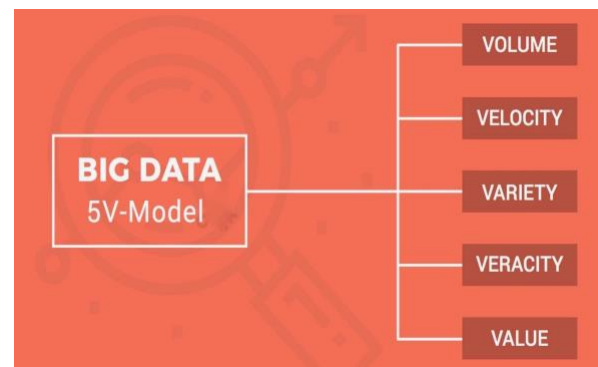 BIG DATA
5V-Model
VOLUME
VELOCITY
VARIETY
VERACITY
VALUE